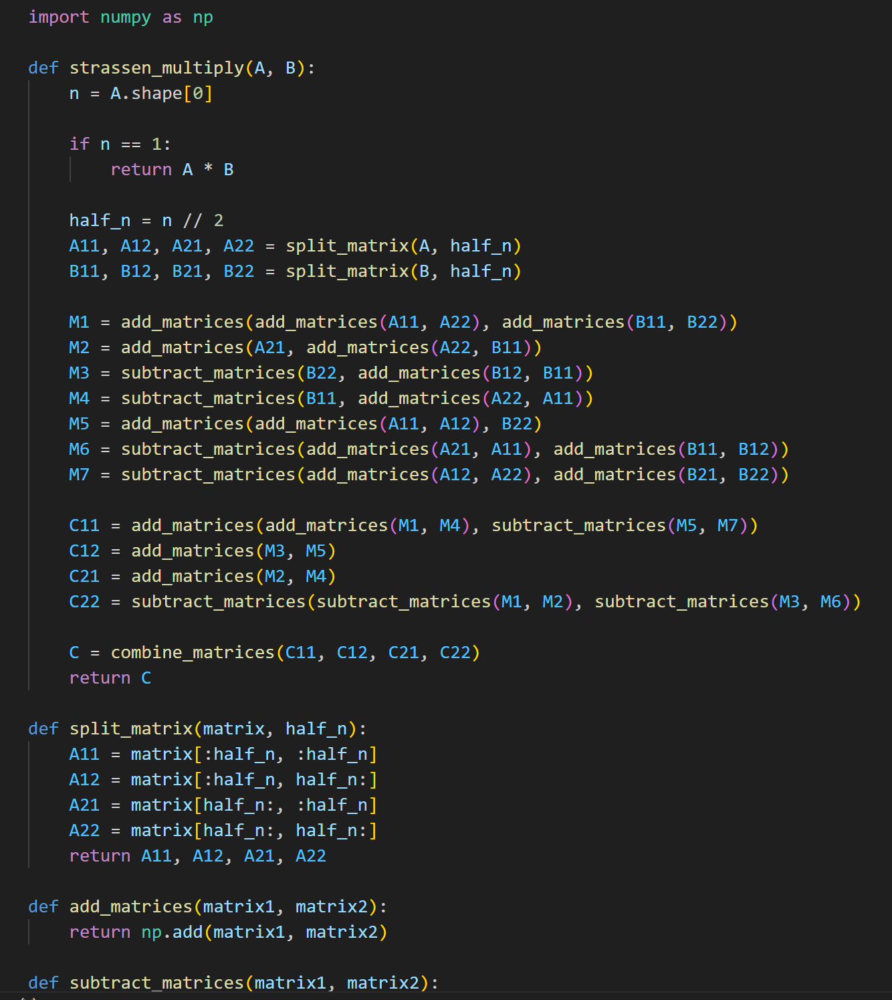 import numpy as np
def strassen_multiply(A, B):
    n = A.shape[0]
    if n == 1:
        return A * B
    half_n = n // 2
    A11, A12, A21, A22 = split_matrix(A, half_n)
    B11, B12, B21, B22 = split_matrix(B, half_n)
    M1 = add_matrices(add_matrices(A11, A22), add_matrices(B11, B22))
    M2 = add_matrices(A21, add_matrices(A22, B11))
    M3 = subtract_matrices(B22, add_matrices(B12, B11))
    M4 = subtract_matrices(B11, add_matrices(A22, A11))
    M5 = add_matrices(add_matrices(A11, A12), B22)
    M6 = subtract_matrices(add_matrices(A21, A11), add_matrices(B11, B12))
    M7 = subtract_matrices(add_matrices(A12, A22), add_matrices(B21, B22))
    C11 = add_matrices(add_matrices(M1, M4), subtract_matrices(M5, M7))
    C12 = add_matrices(M3, M5)
    C21 = add_matrices(M2, M4)
    C22 = subtract_matrices(subtract_matrices(M1, M2), subtract_matrices(M3, M6))
    C = combine_matrices(C11, C12, C21, C22)
    return C
def split_matrix(matrix, half_n):
    A11 = matrix[:half_n, :half_n]
    A12 = matrix[:half_n, half_n:]
    A21 = matrix[half_n:, :half_n]
    A22 = matrix[half_n:, half_n:]
    return A11, A12, A21, A22
def add_matrices(matrix1, matrix2):
    return np.add(matrix1, matrix2)
def subtract_matrices(matrix1, matrix2):